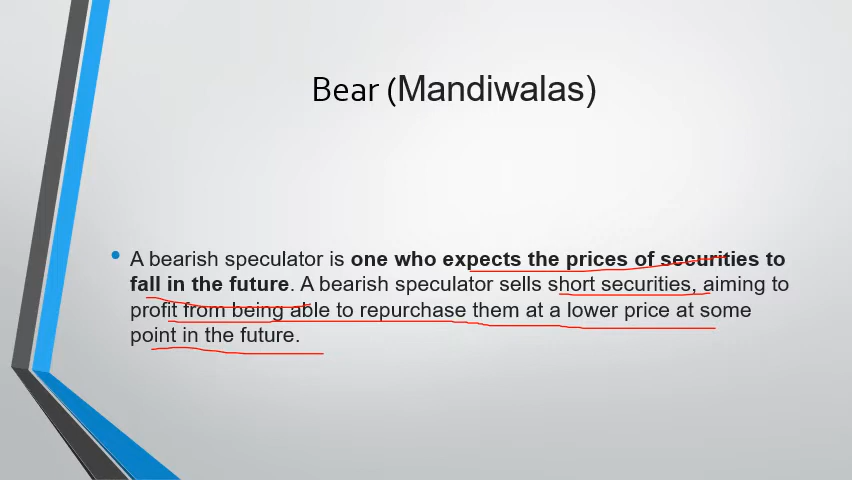 Bear (Mandiwalas)
• A bearish speculator is one who expects the prices of securities to
fall in the future. A bearish speculator sells short securities, aiming to
profit from being able to repurchase them at a lower price at some
point in the future.